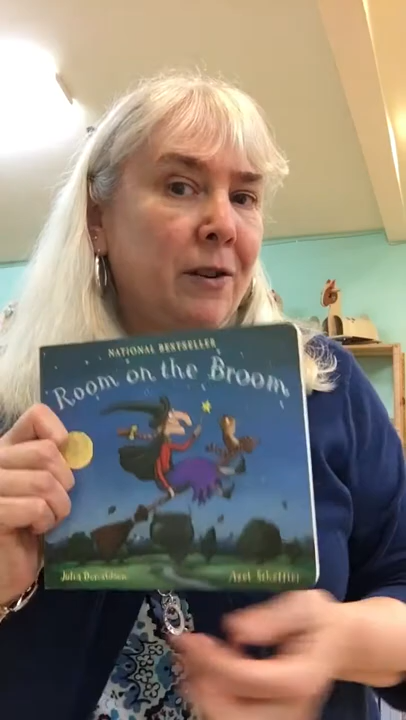 NATIONAL BESTSELLER
Room on the Broom
Julia Donaldson
Axel Scheffler